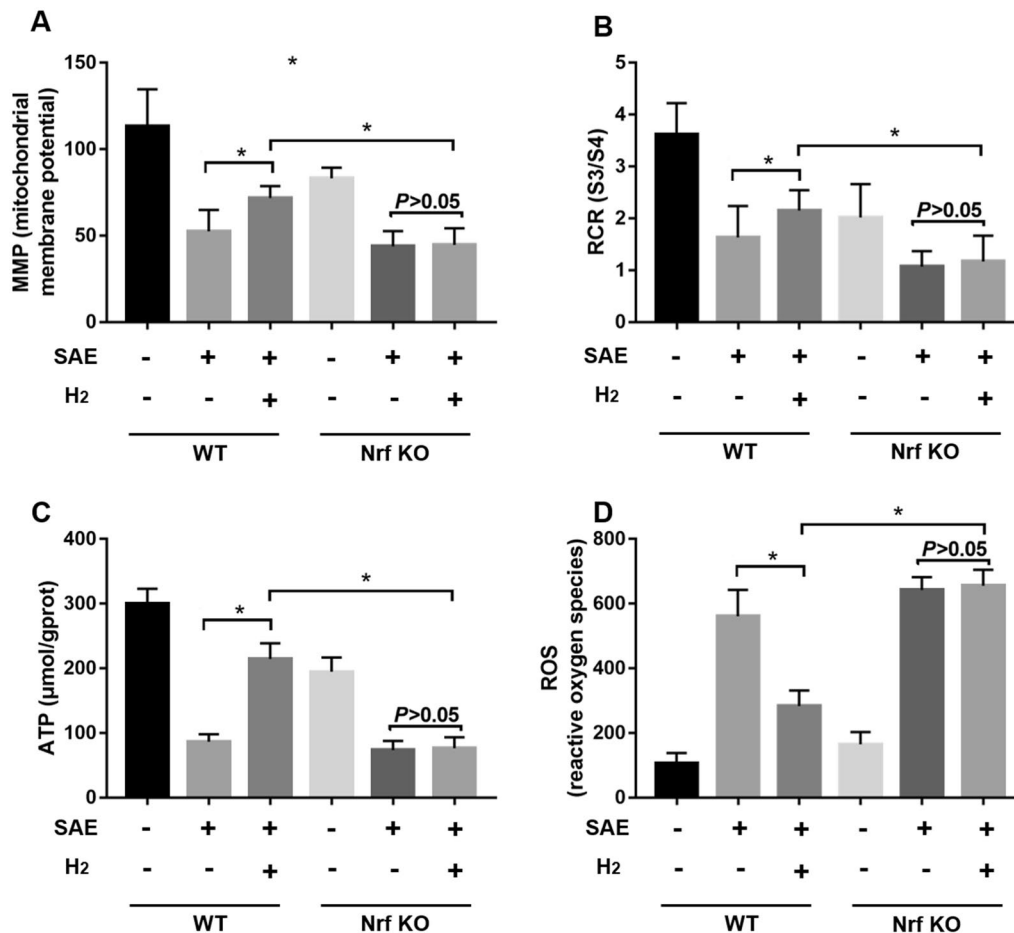 A
MMP (mitochondrial
membrane potential)
150
100
50
0
*
*
*
P>0.05
SAE - + + - + +
H2 - - + - - +
WT Nrf KO
B
RCR (S3/S4)
5
4
3
2
1
0
*
*
P>0.05
- + + - + +
- - + - - +
WT Nrf KO
C
ATP (μmol/gprot)
400
300
200
100
0
*
*
P>0.05
SAE - + + - + +
H2 - - + - - +
WT Nrf KO
D
ROS
(reactive oxygen species)
800
600
400
200
0
*
*
P>0.05
SAE - + + - + +
H2 - - + - - +
WT Nrf KO